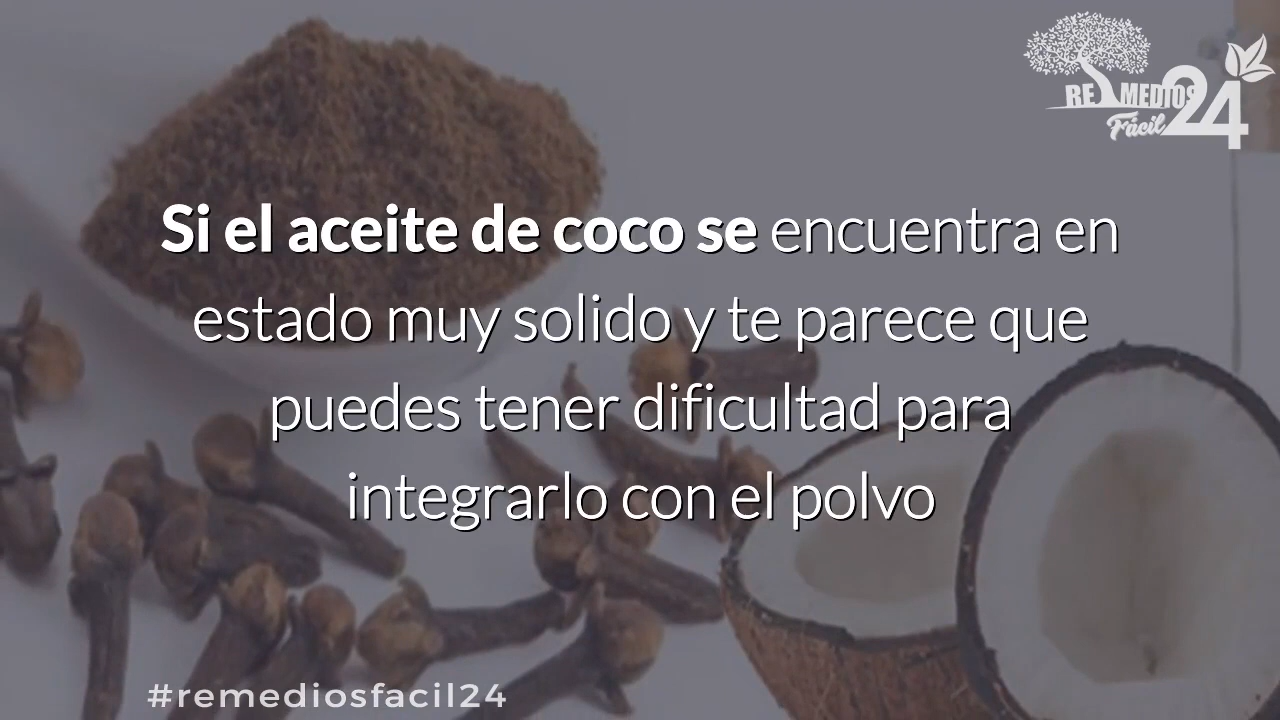 REMEDIOS
Fácil 24
Si el aceite de coco se encuentra en
estado muy solido y te parece que
puedes tener dificultad para
integrarlo con el polvo
#remediosfacil24